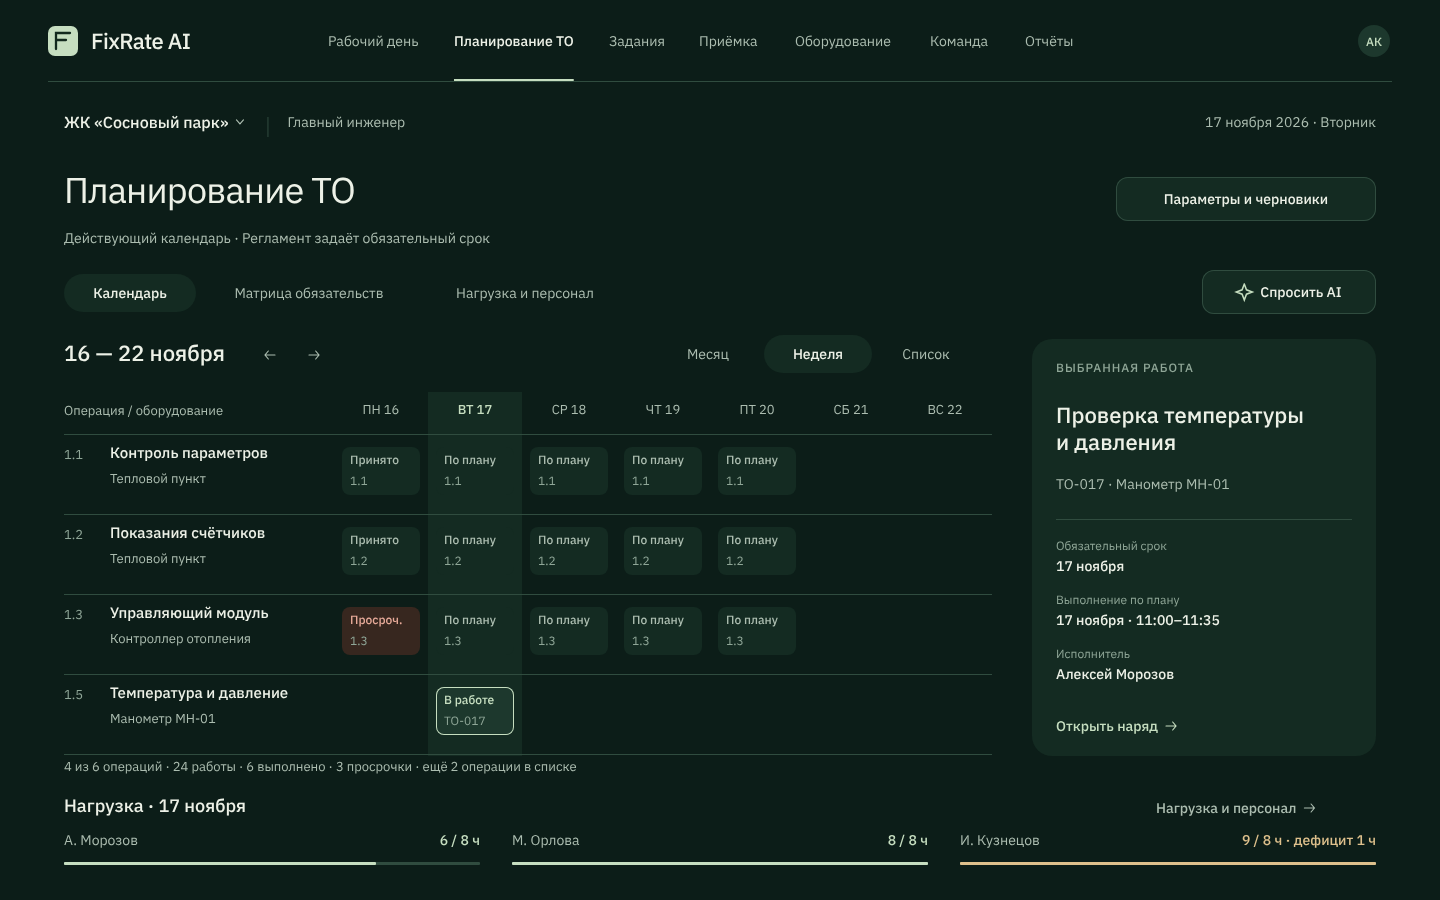 FixRate AI
Рабочий день
Планирование ТО
Задания
Приёмка
Оборудование
Команда
Отчёты
АК
ЖК «Сосновый парк»
Главный инженер
17 ноября 2026 · Вторник
Планирование ТО
Параметры и черновики
Действующий календарь · Регламент задаёт обязательный срок
Календарь
Матрица обязательств
Нагрузка и персонал
Спросить AI
16 — 22 ноября
← →
Месяц
Неделя
Список
Операция / оборудование
ПН 16
ВТ 17
СР 18
ЧТ 19
ПТ 20
СБ 21
ВС 22
1.1
Контроль параметров
Тепловой пункт
Принято
1.1
По плану
1.1
По плану
1.1
По плану
1.1
По плану
1.1
1.2
Показания счётчиков
Тепловой пункт
Принято
1.2
По плану
1.2
По плану
1.2
По плану
1.2
По плану
1.2
1.3
Управляющий модуль
Контроллер отопления
Просроч.
1.3
По плану
1.3
По плану
1.3
По плану
1.3
По плану
1.3
1.5
Температура и давление
Манометр МН-01
В работе
ТО-017
4 из 6 операций · 24 работы · 6 выполнено · 3 просрочки · ещё 2 операции в списке
ВЫБРАННАЯ РАБОТА
Проверка температуры
и давления
ТО-017 · Манометр МН-01
Обязательный срок
17 ноября
Выполнение по плану
17 ноября · 11:00–11:35
Исполнитель
Алексей Морозов
Открыть наряд →
Нагрузка · 17 ноября
Нагрузка и персонал →
А. Морозов
6 / 8 ч
М. Орлова
8 / 8 ч
И. Кузнецов
9 / 8 ч · дефицит 1 ч